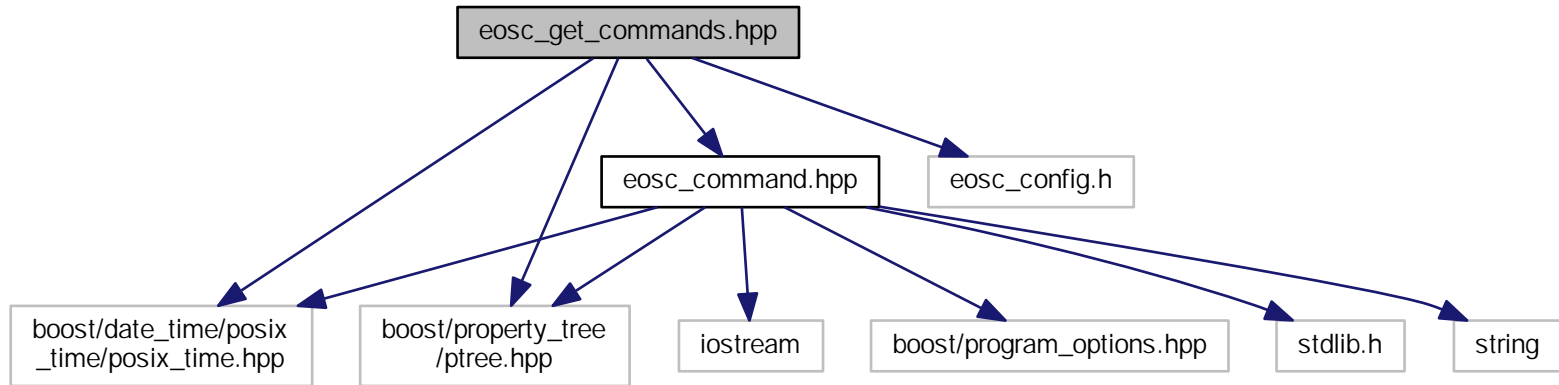 eosc_get_commands.hpp
eosc_command.hpp
eosc_config.h
boost/date_time/posix
_time/posix_time.hpp
boost/property_tree
/ptree.hpp
iostream
boost/program_options.hpp
stdlib.h
string